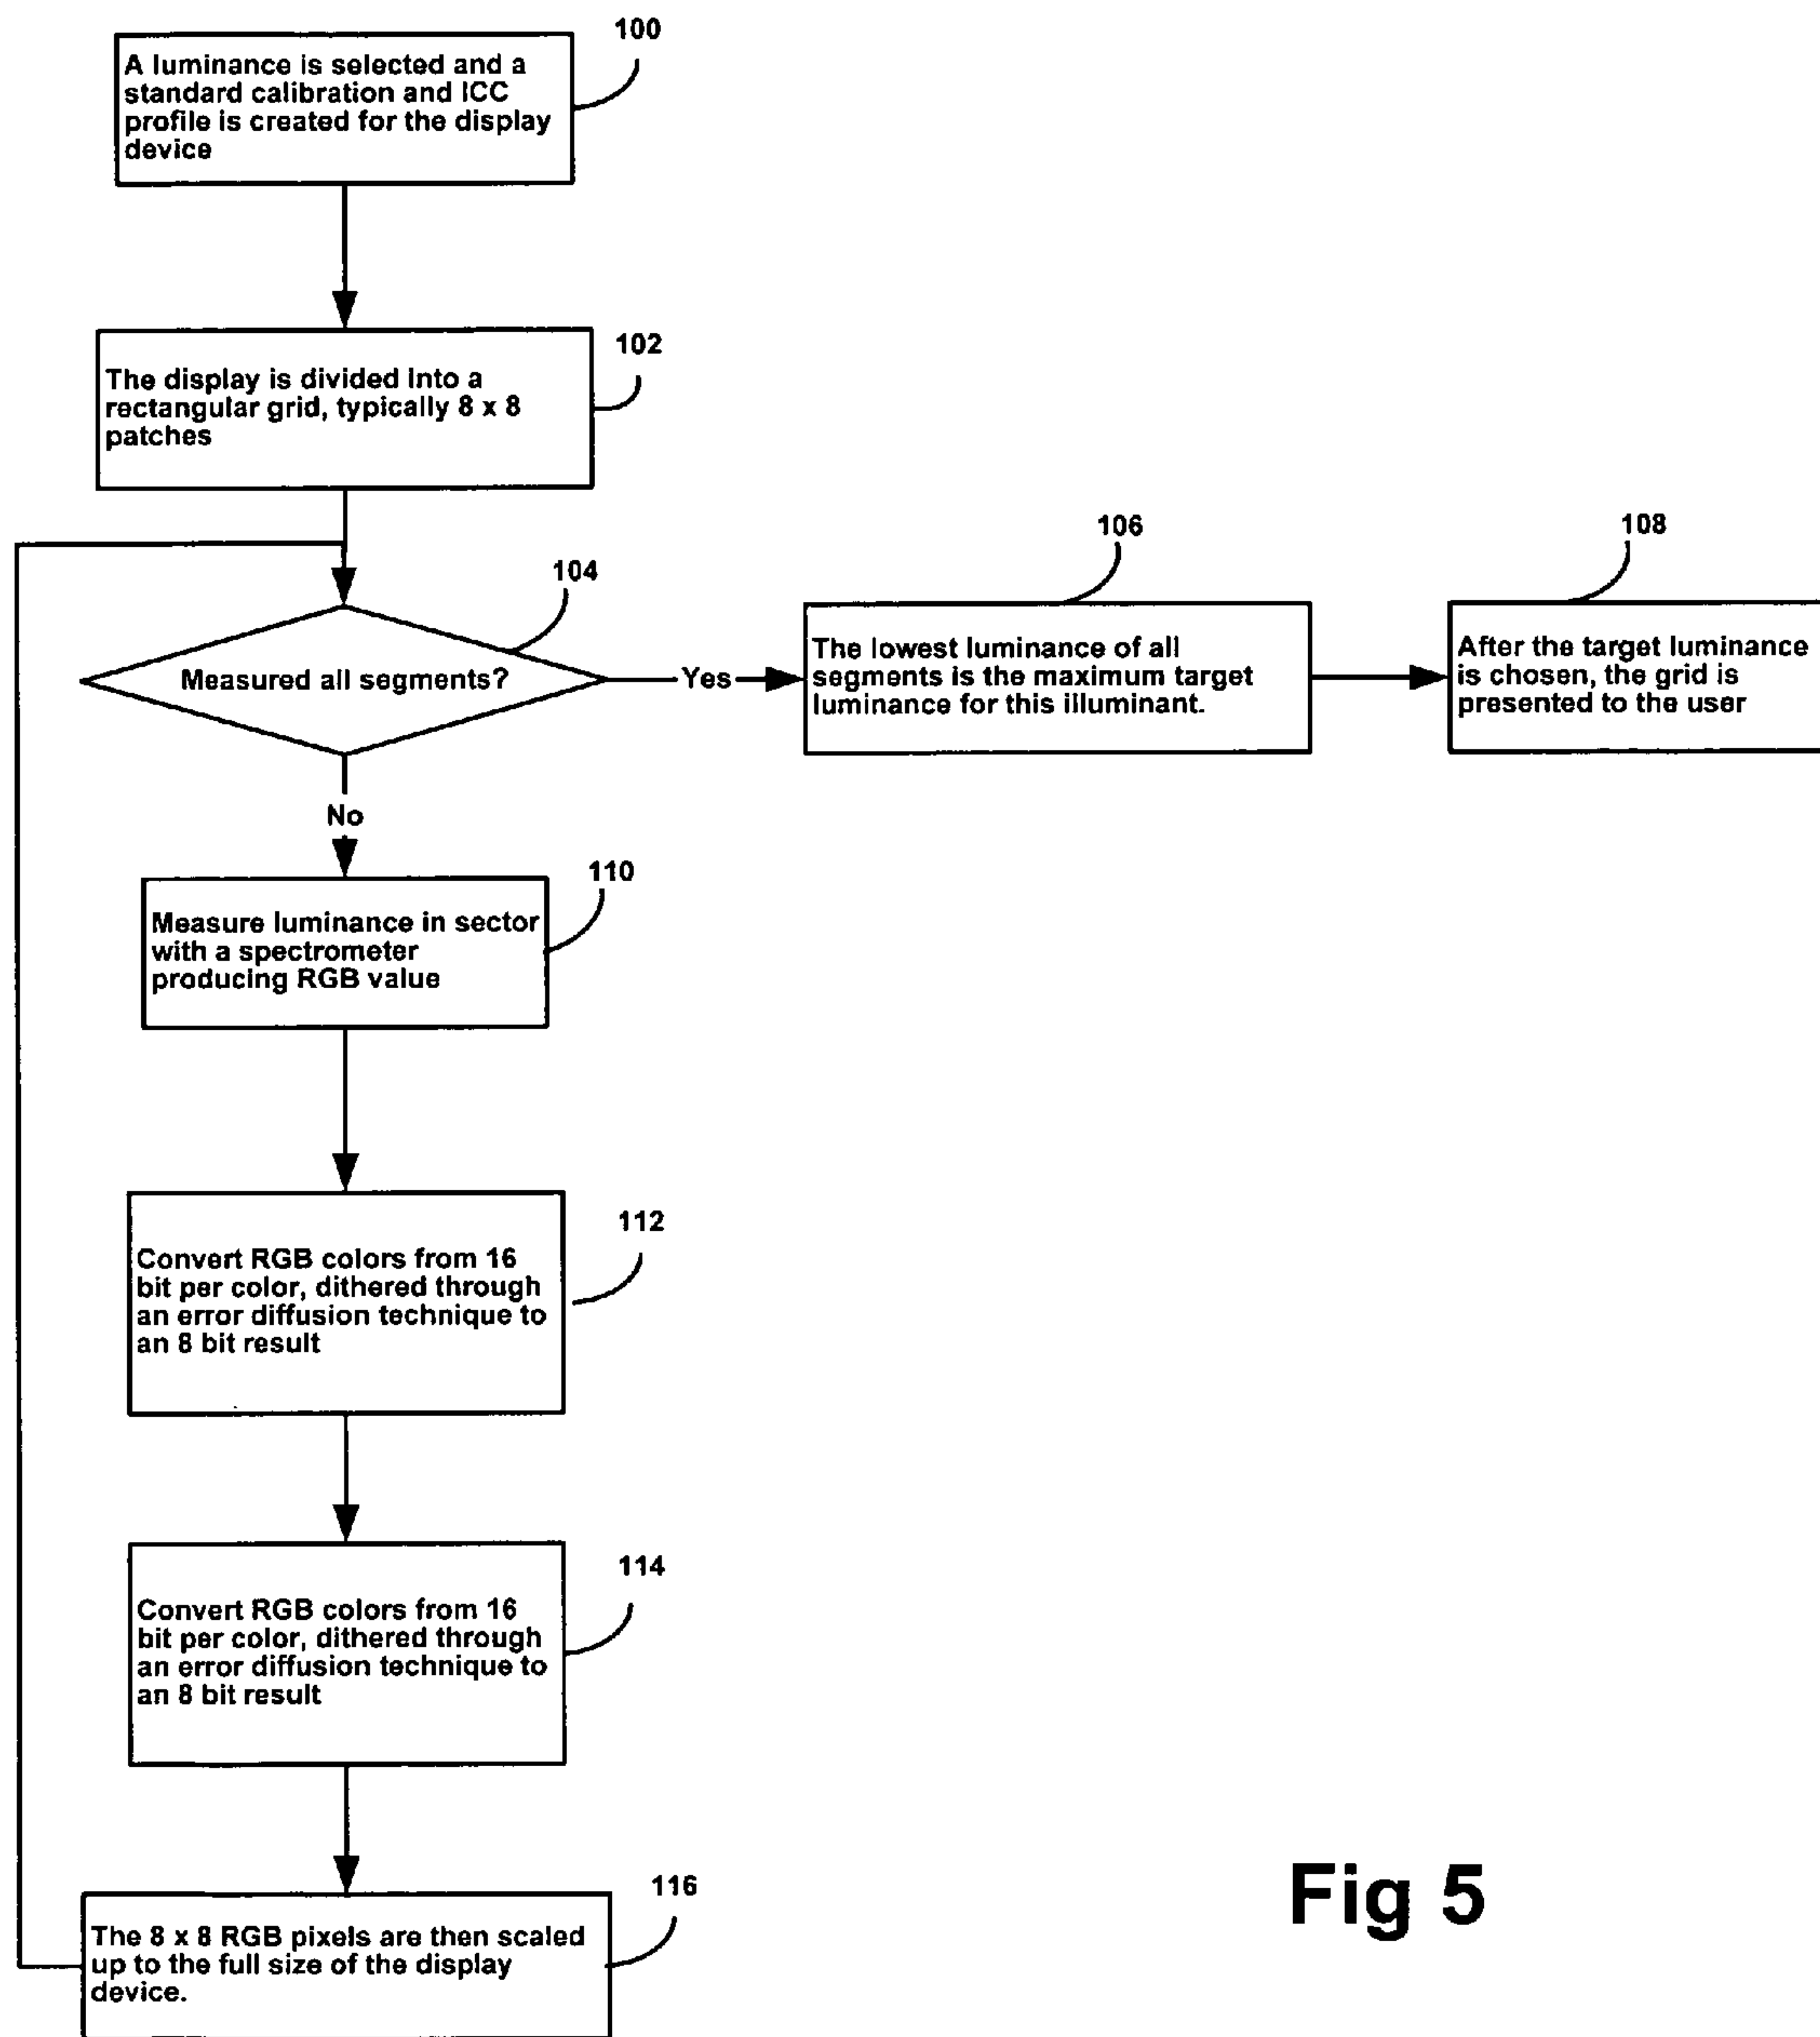 100
A luminance is selected and a
standard calibration and ICC
profile is created for the display
device
102
The display is divided into a
rectangular grid, typically 8 x 8
patches
104
Measured all segments?
Yes
106
The lowest luminance of all
segments is the maximum target
luminance for this illuminant.
108
After the target luminance
is chosen, the grid is
presented to the user
No
110
Measure luminance in sector
with a spectrometer
producing RGB value
112
Convert RGB colors from 16
bit per color, dithered through
an error diffusion technique to
an 8 bit result
114
Convert RGB colors from 16
bit per color, dithered through
an error diffusion technique to
an 8 bit result
116
The 8 x 8 RGB pixels are then scaled
up to the full size of the display
device.
Fig 5